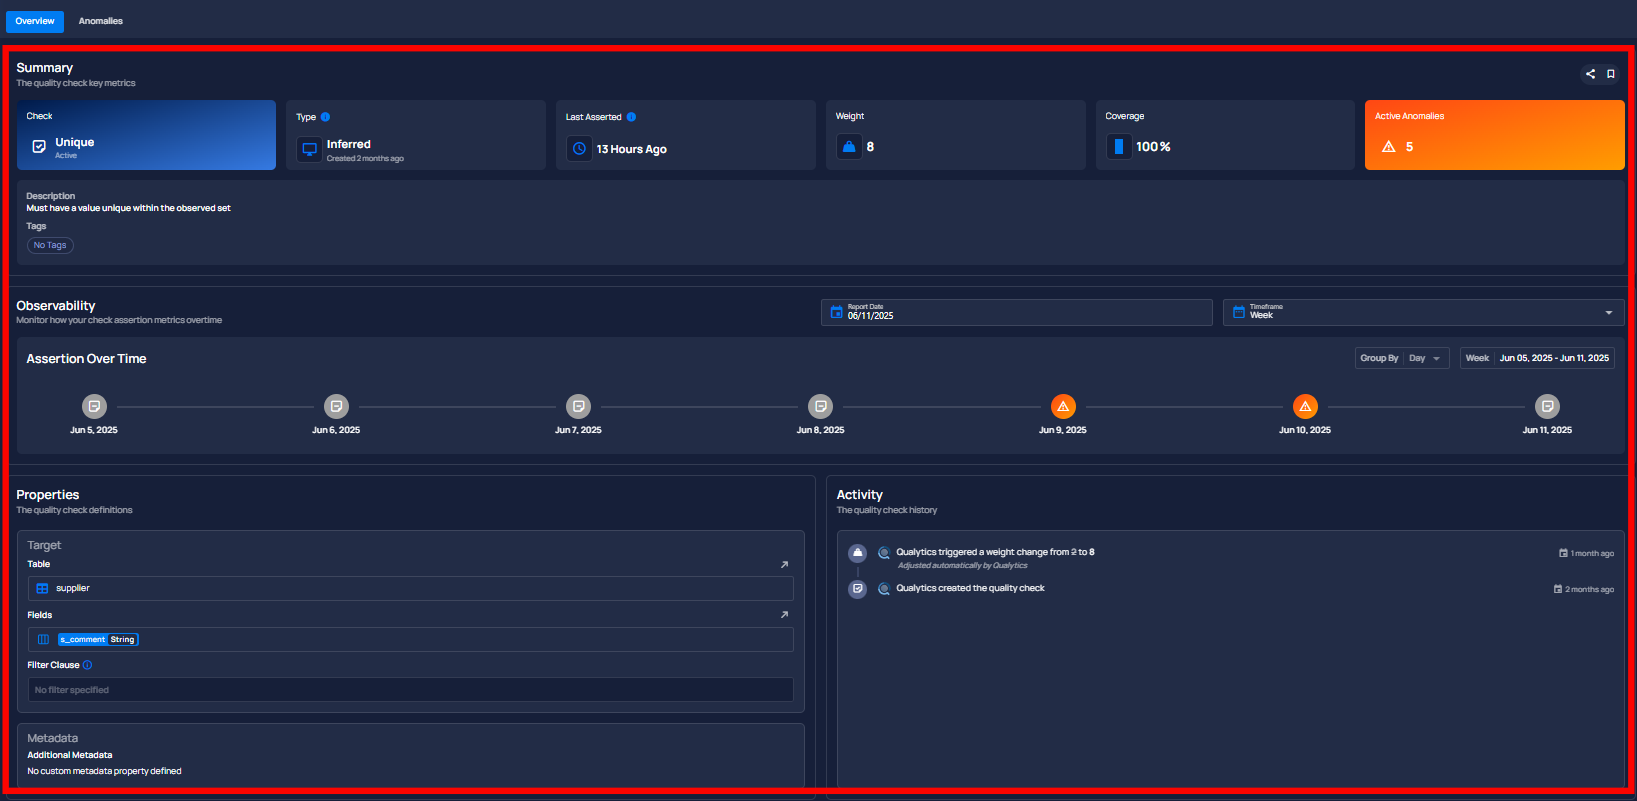 Overview
Anomalies
Summary
The quality check key metrics
Check
Unique
Active
Type
Inferred
Created 2 months ago
Last Asserted
13 Hours Ago
Weight
8
Coverage
100%
Active Anomalies
5
Description
Must have a value unique within the observed set
Tags
No Tags
Observability
Monitor how your check assertion metrics overtime
Report Date
06/11/2025
Timeframe
Week
Assertion Over Time
Group By Day
Week Jun 05, 2025 - Jun 11, 2025
Jun 5, 2025
Jun 6, 2025
Jun 7, 2025
Jun 8, 2025
Jun 9, 2025
Jun 10, 2025
Jun 11, 2025
Properties
The quality check definitions
Target
Table
supplier
Fields
s_comment String
Filter Clause
No filter specified
Metadata
Additional Metadata
No custom metadata property defined
Activity
The quality check history
Qualytics triggered a weight change from 2 to 8
1 month ago
Adjusted automatically by Qualytics
Qualytics created the quality check
2 months ago